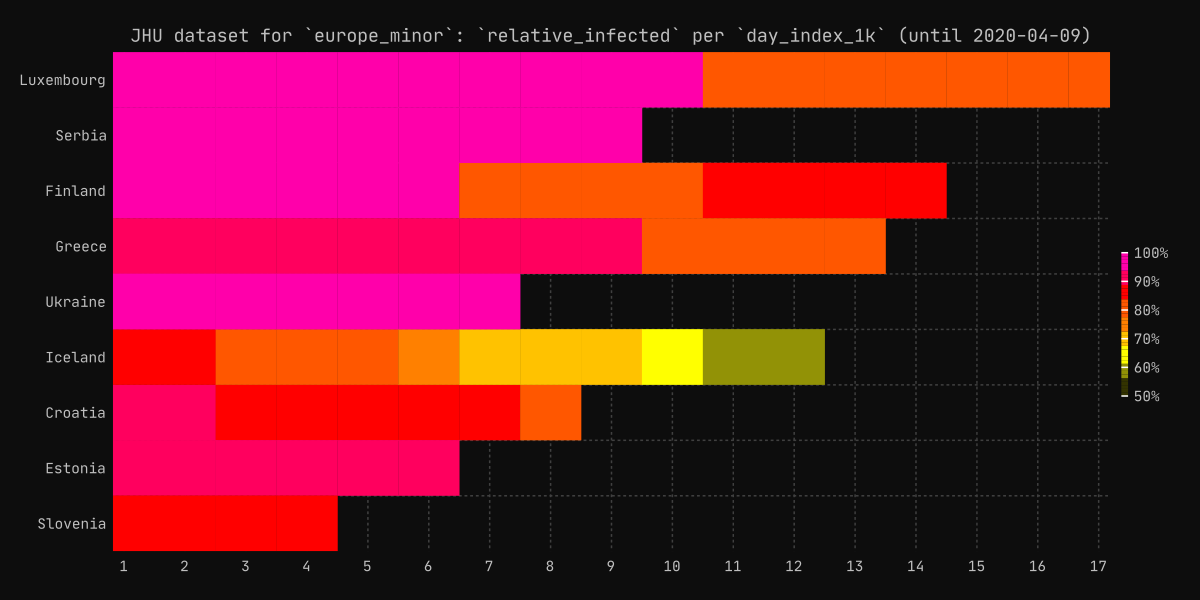 JHU dataset for `europe_minor`: `relative_infected` per `day_index_1k` (until 2020-04-09)
Luxembourg
Serbia
Finland
Greece
Ukraine
Iceland
Croatia
Estonia
Slovenia
1 2 3 4 5 6 7 8 9 10 11 12 13 14 15 16 17
100%
90%
80%
70%
60%
50%